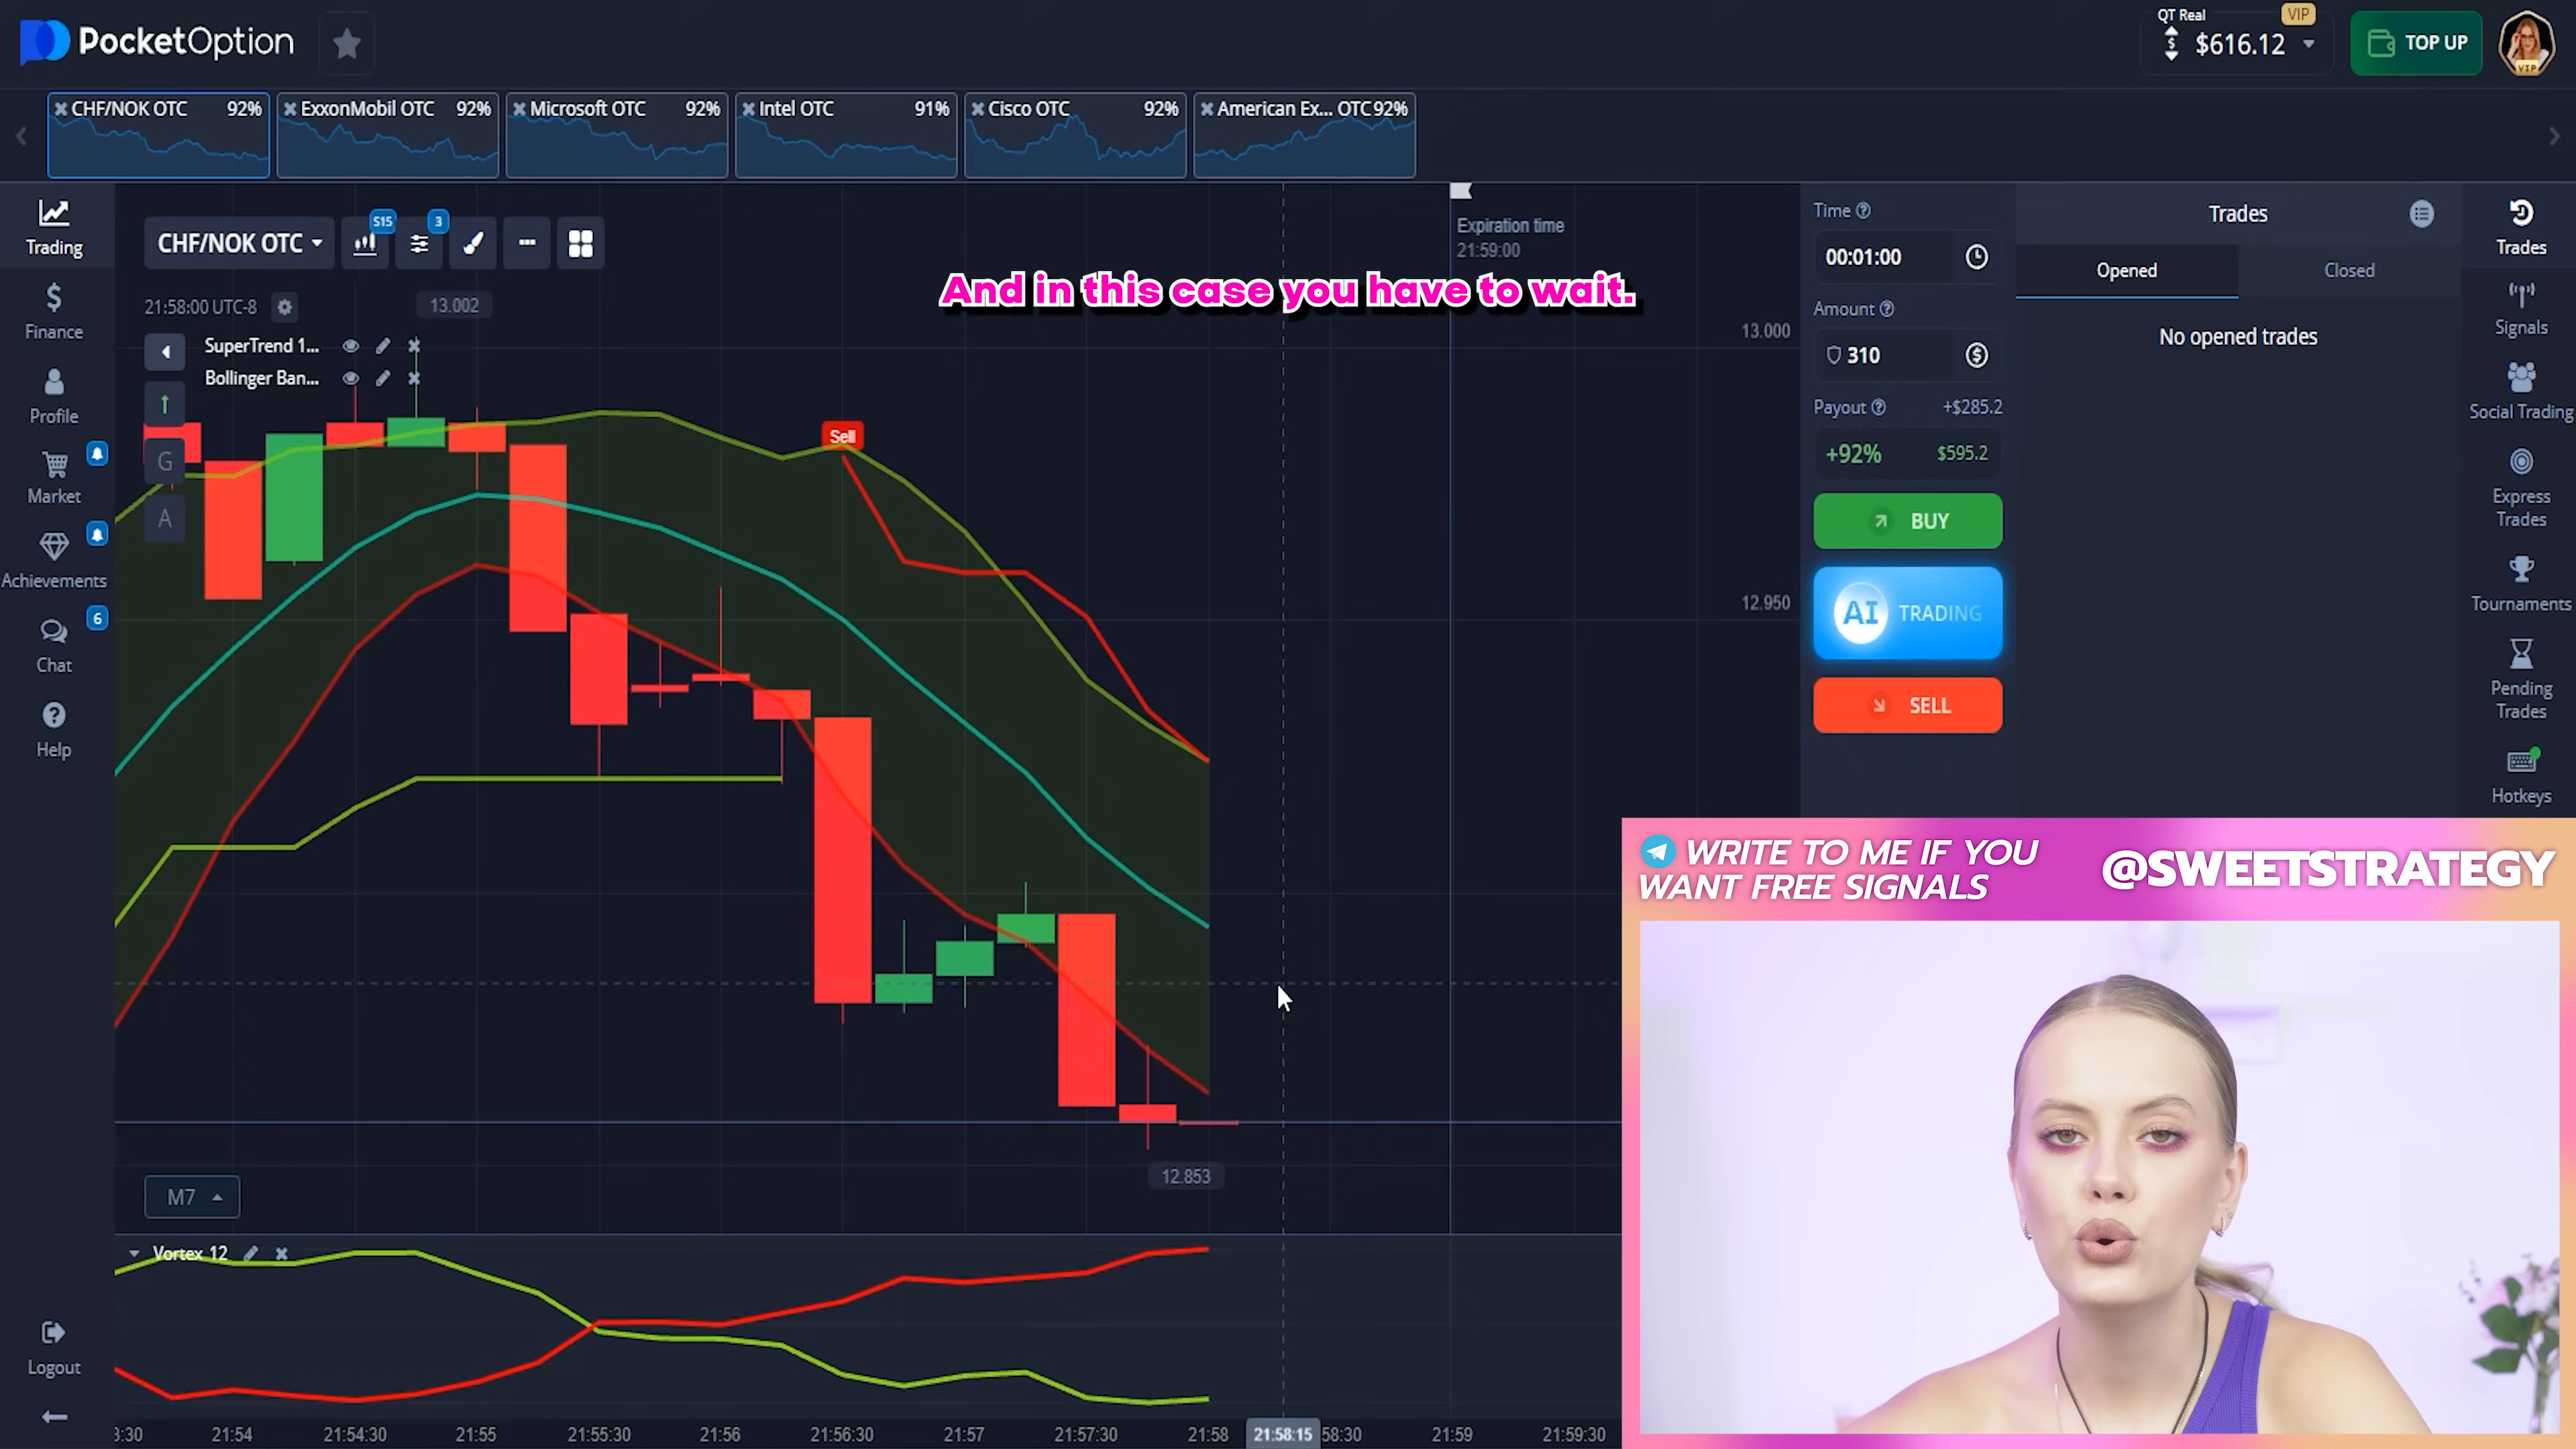 PocketOption
QT Real
VIP
$616.12
TOP UP
VIP
CHF/NOK OTC 92%
ExxonMobil OTC 92%
Microsoft OTC 92%
Intel OTC 91%
Cisco OTC 92%
American Ex... OTC 92%
Trading
Finance
Profile
Market
Achievements
6
Chat
Help
Logout
CHF/NOK OTC
S15
3
21:58:00 UTC-8
13.002
SuperTrend 1...
Bollinger Ban...
G
A
Sell
And in this case you have to wait.
Expiration time
21:59:00
13.000
12.950
12.853
M7
Vortex 12
3:30 21:54 21:54:30 21:55 21:55:30 21:56 21:56:30 21:57 21:57:30 21:58 21:58:15 58:30 21:59 21:59:30
Time
00:01:00
Amount
310
Payout +$285.2
+92% $595.2
BUY
AI TRADING
SELL
Trades
Opened Closed
No opened trades
Trades
Signals
Social Trading
Express
Trades
Tournaments
Pending
Trades
Hotkeys
WRITE TO ME IF YOU
WANT FREE SIGNALS
@SWEETSTRATEGY